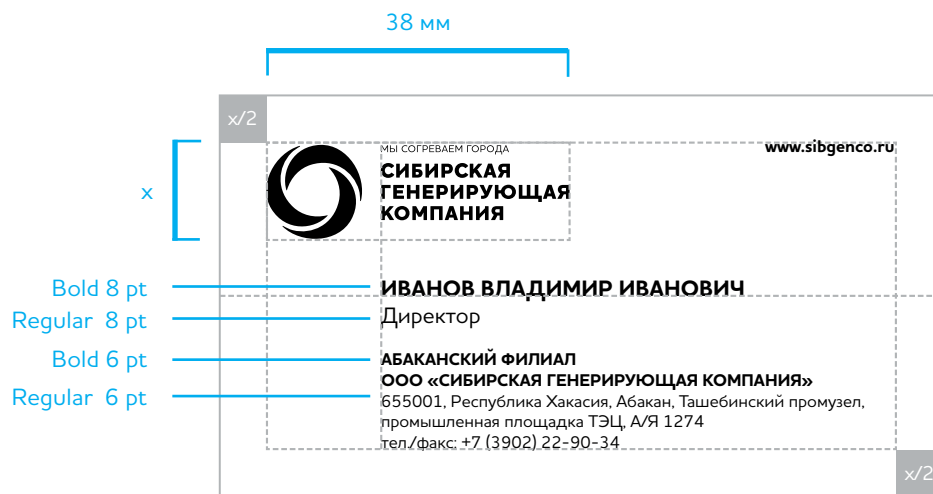 38 мм
x/2
МЫ СОГРЕВАЕМ ГОРОДА
www.sibgenco.ru
СИБИРСКАЯ
ГЕНЕРИРУЮЩАЯ
КОМПАНИЯ
x
Bold 8 pt
ИВАНОВ ВЛАДИМИР ИВАНОВИЧ
Regular 8 pt
Директор
Bold 6 pt
АБАКАНСКИЙ ФИЛИАЛ
ООО «СИБИРСКАЯ ГЕНЕРИРУЮЩАЯ КОМПАНИЯ»
Regular 6 pt
655001, Республика Хакасия, Абакан, Ташебинский промузел,
промышленная площадка ТЭЦ, А/Я 1274
тел./факс: +7 (3902) 22-90-34
x/2